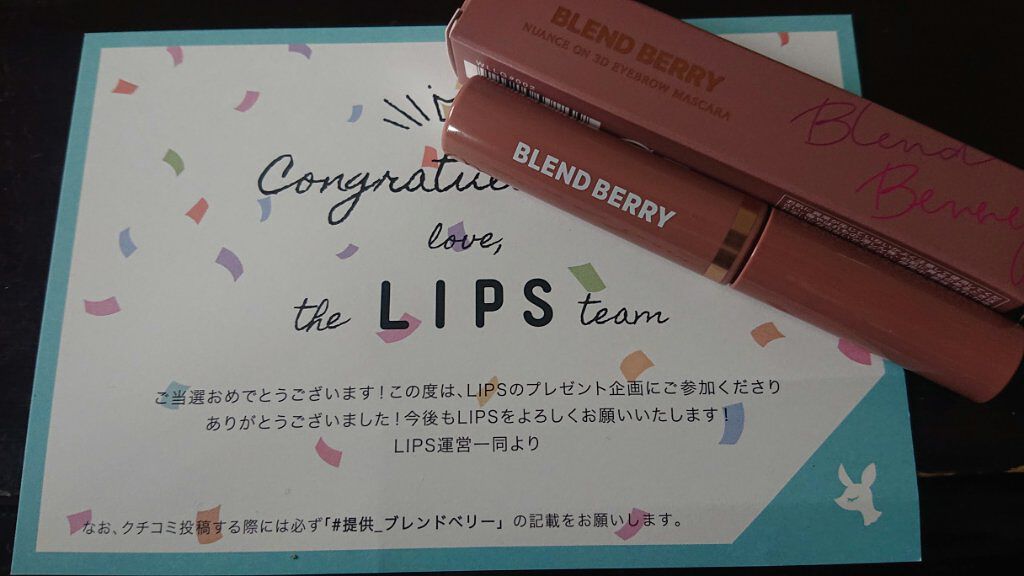 BLEND BERRY
NUANCE ON 3D EYEBROW MASCARA
Blend
Berry
BLEND BERRY
love,
the LIPS team
ご当選おめでとうございます！この度は、LIPSのプレゼント企画にご参加くださり
ありがとうございました！今後もLIPSをよろしくお願いいたします！
LIPS運営一同より
なお、クチコミ投稿する際には必ず「#提供_ブレンドベリー」の記載をお願いします。